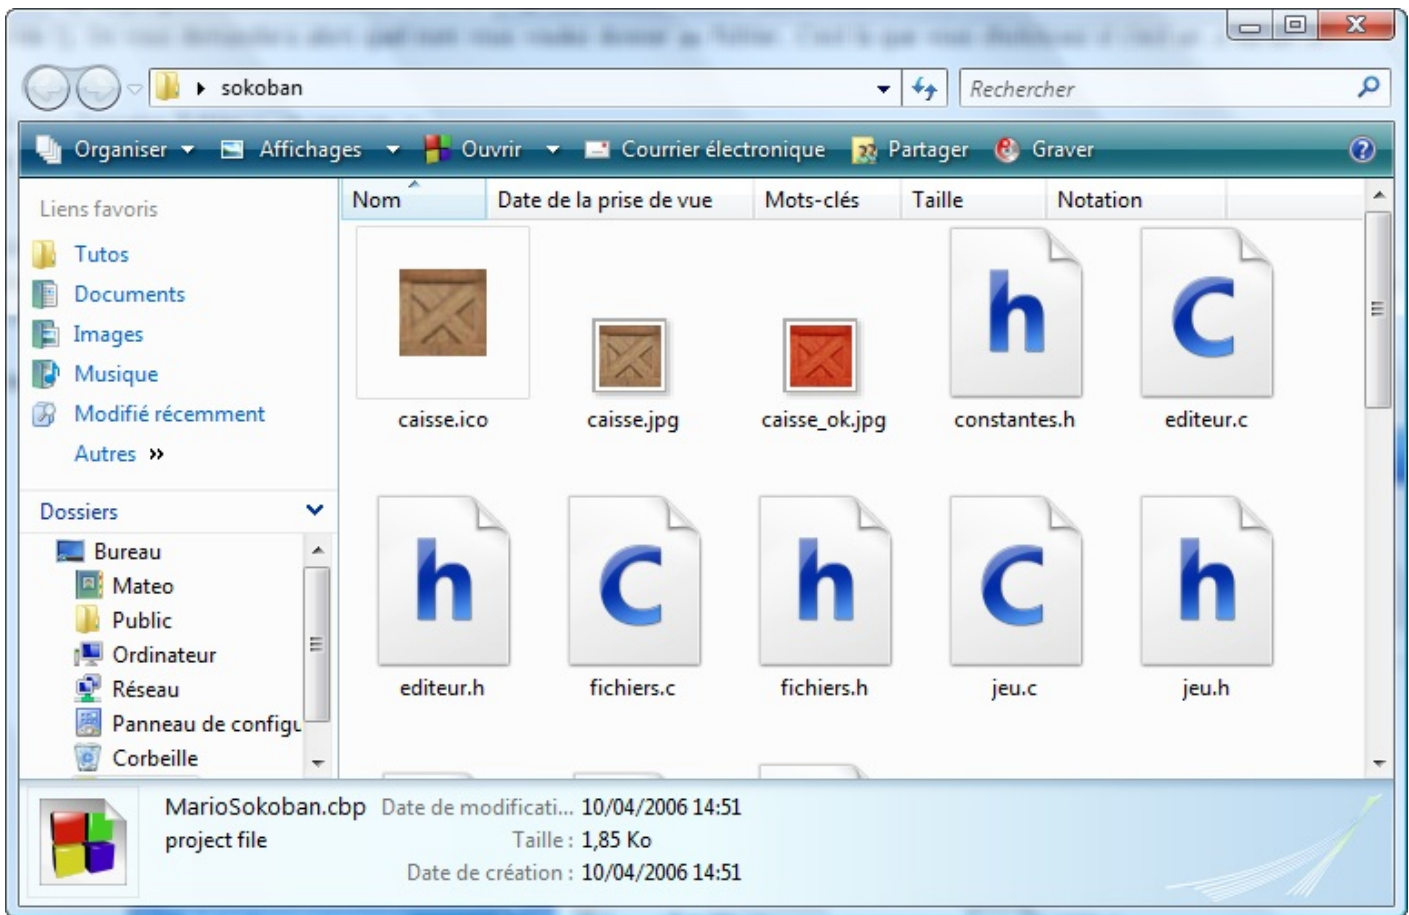 sokoban
Rechercher
Organiser Affichages Ouvrir Courrier électronique Partager Graver
Liens favoris
Tutos
Documents
Images
Musique
Modifié récemment
Autres »
Dossiers
Bureau
Mateo
Public
Ordinateur
Réseau
Panneau de configu
Corbeille
Nom Date de la prise de vue Mots-clés Taille Notation
caisse.ico caisse.jpg caisse_ok.jpg constantes.h editeur.c
h C
editeur.h fichiers.c fichiers.h jeu.c jeu.h
h C h C h
MarioSokoban.cbp Date de modificati... 10/04/2006 14:51
project file Taille : 1,85 Ko
Date de création : 10/04/2006 14:51